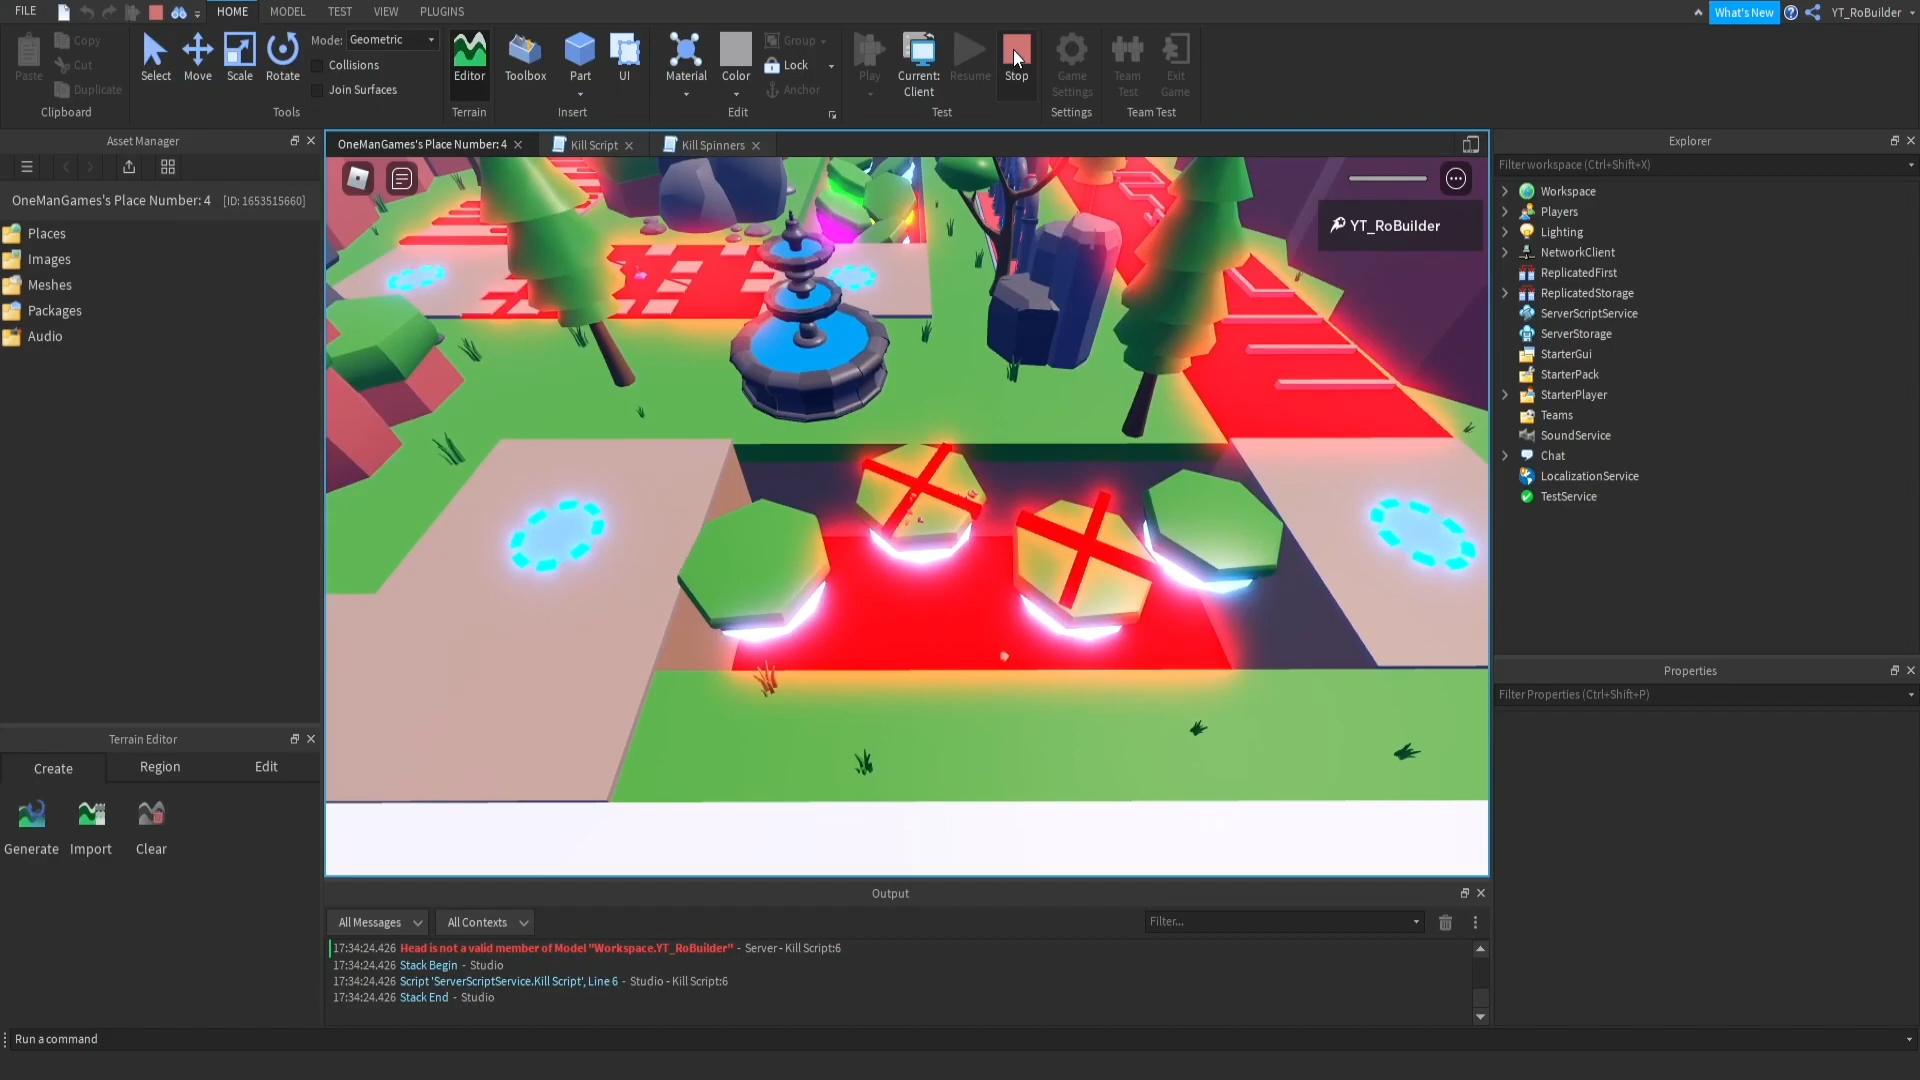 FILE
HOME
MODEL
TEST
VIEW
PLUGINS
What's New
YT_RoBuilder
Paste
Copy
Cut
Duplicate
Clipboard
Select
Move
Scale
Rotate
Mode:
Geometric
Collisions
Join Surfaces
Tools
Editor
Terrain
Toolbox
Part
UI
Insert
Material
Color
Group
Lock
Anchor
Edit
Play
Current:
Client
Resume
Stop
Test
Game
Settings
Settings
Team
Test
Exit
Game
Team Test
Asset Manager
OneManGames's Place Number: 4 [ID: 1653515660]
Places
Images
Meshes
Packages
Audio
OneManGames's Place Number: 4
Kill Script
Kill Spinners
YT_RoBuilder
Explorer
Filter workspace (Ctrl+Shift+X)
Workspace
Players
Lighting
NetworkClient
ReplicatedFirst
ReplicatedStorage
ServerScriptService
ServerStorage
StarterGui
StarterPack
StarterPlayer
Teams
SoundService
Chat
LocalizationService
TestService
Properties
Filter Properties (Ctrl+Shift+P)
Terrain Editor
Create
Region
Edit
Generate
Import
Clear
Output
All Messages
All Contexts
Filter...
17:34:24.426 Head is not a valid member of Model "Workspace.YT_RoBuilder" - Server - Kill Script:6
17:34:24.426 Stack Begin - Studio
17:34:24.426 Script 'ServerScriptService.Kill Script', Line 6 - Studio - Kill Script:6
17:34:24.426 Stack End - Studio
Run a command